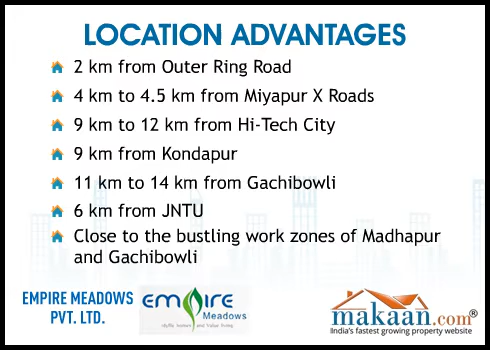 LOCATION ADVANTAGES
2 km from Outer Ring Road
4 km to 4.5 km from Miyapur X Roads
9 km to 12 km from Hi-Tech City
9 km from Kondapur
11 km to 14 km from Gachibowli
6 km from JNTU
Close to the bustling work zones of Madhapur
and Gachibowli
EMPIRE MEADOWS
PVT. LTD.
empire
Meadows
makaan.com®
India's fastest growing property website